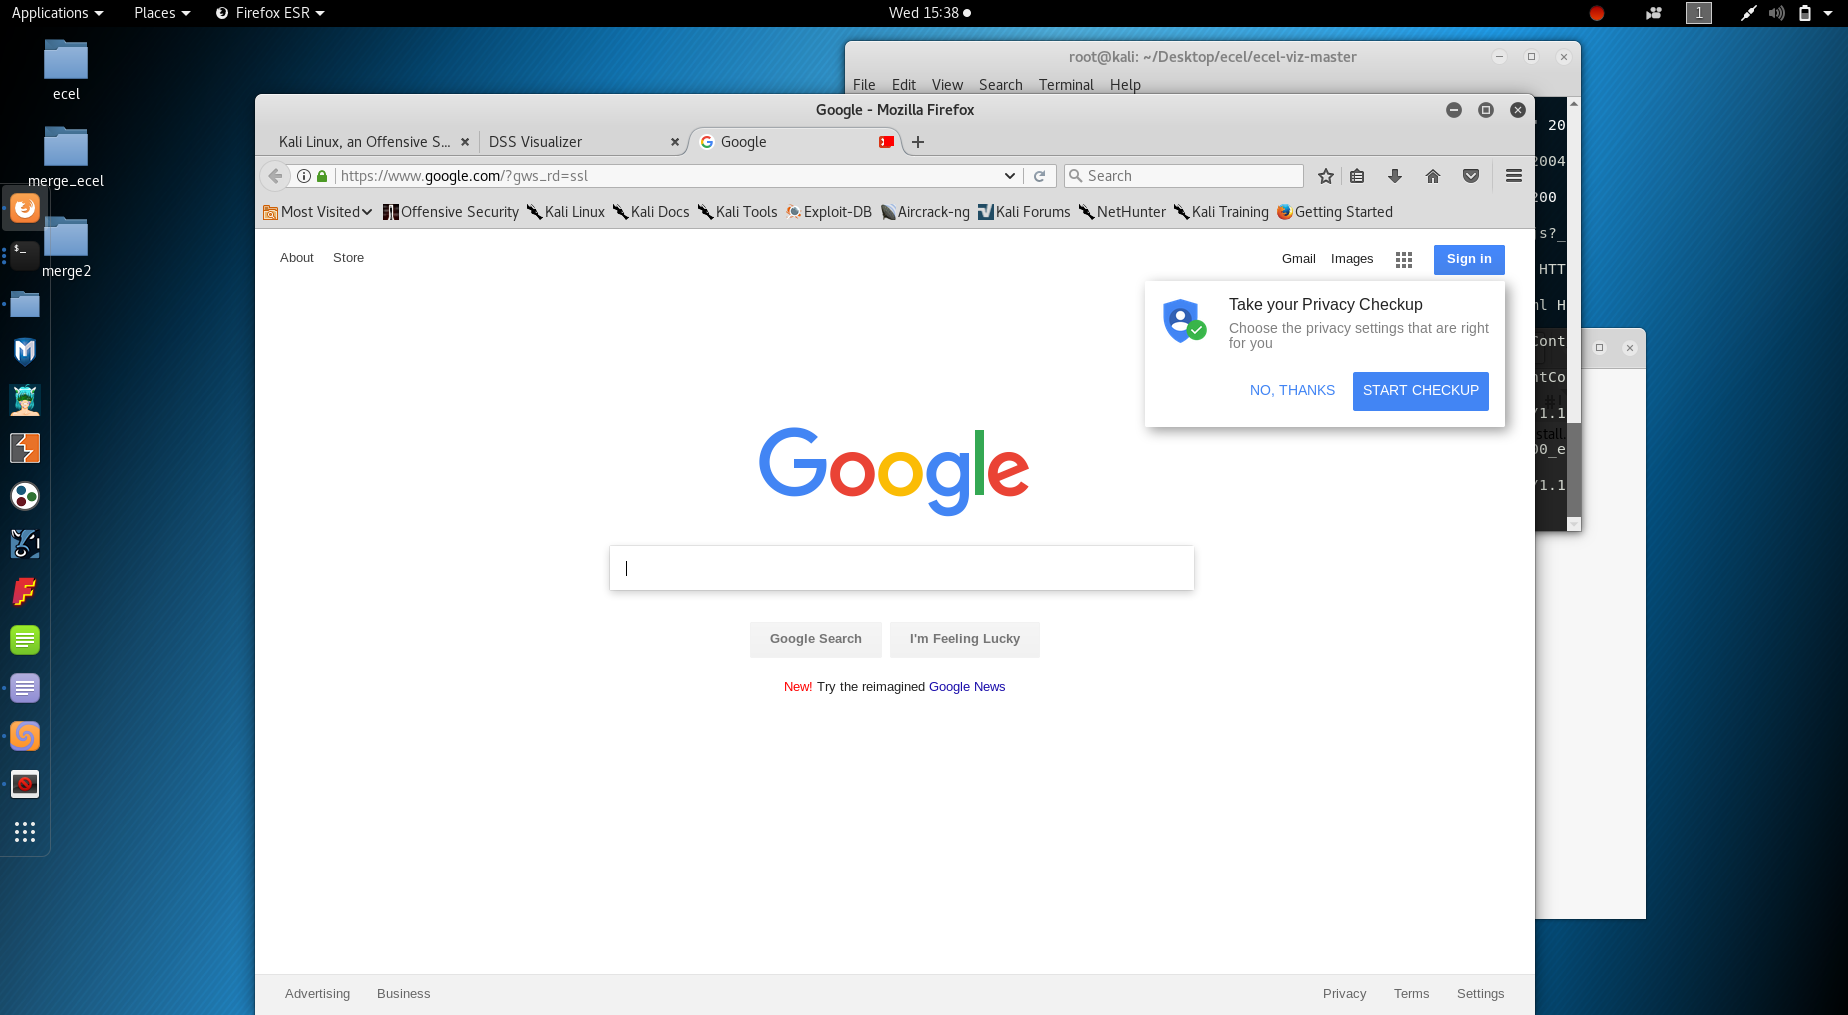 Applications Places Firefox ESR Wed 15:38 1
ecel
merge_ecel
merge2
root@kali: ~/Desktop/ecel/ecel-viz-master
File Edit View Search Terminal Help
Google - Mozilla Firefox
Kali Linux, an Offensive S... DSS Visualizer Google
https://www.google.com/?gws_rd=ssl Search
Most Visited Offensive Security Kali Linux Kali Docs Kali Tools Exploit-DB Aircrack-ng Kali Forums NetHunter Kali Training Getting Started
About Store Gmail Images Sign in
Take your Privacy Checkup
Choose the privacy settings that are right
for you
NO, THANKS START CHECKUP
Google
Google Search I'm Feeling Lucky
New! Try the reimagined Google News
Advertising Business Privacy Terms Settings
20
2004
200
s?_
HTT
l H
Cont
ntCo
/1.1
stall.
00_e
/1.1